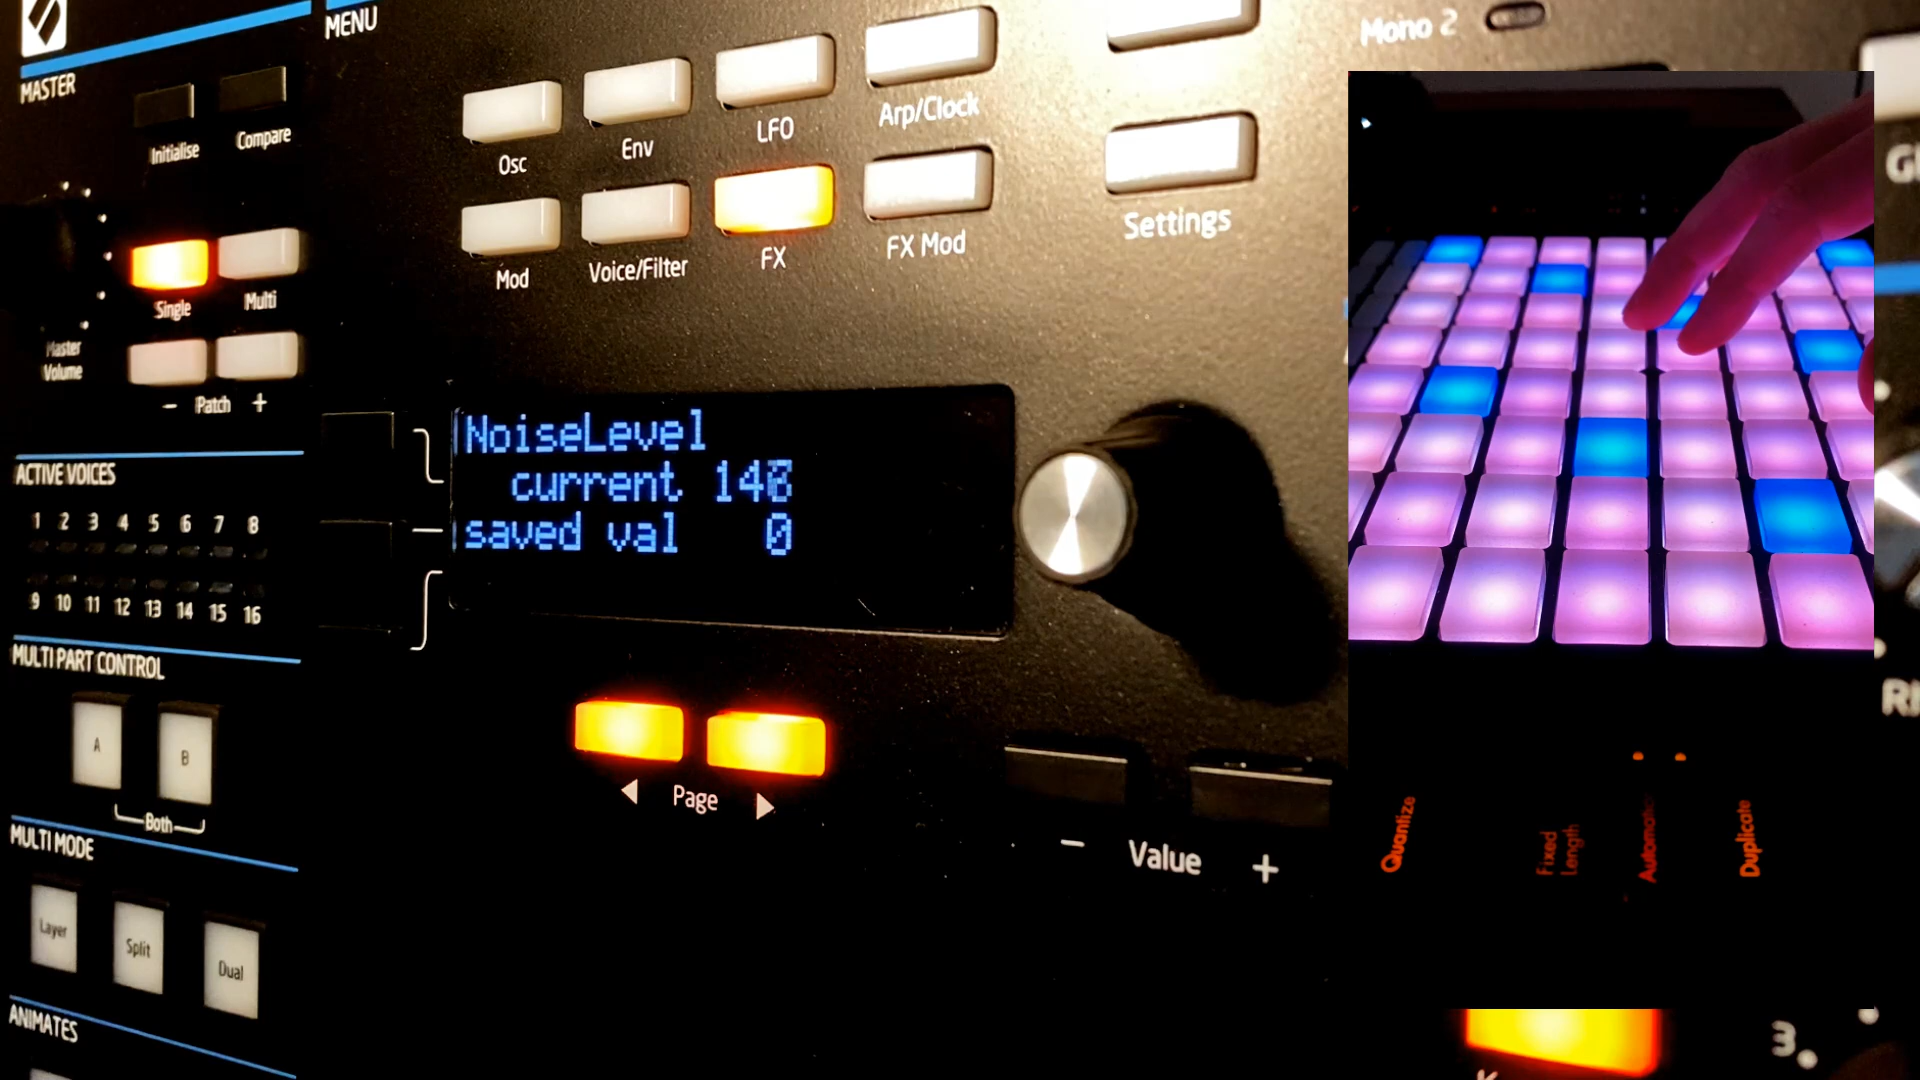 MENU
MASTER
Initialise
Compare
Osc
Env
LFO
Arp/Clock
Mono 2
Single
Multi
Mod
Voice/Filter
FX
FX Mod
Settings
Master
Volume
− Patch +
NoiseLevel
current
saved val 0
ACTIVE VOICES
1 2 3 4 5 6 7 8
9 10 11 12 13 14 15 16
MULTI PART CONTROL
A
B
Both
Page
− Value +
Quantize
Fixed
Length
Duplicate
MULTI MODE
Layer
Split
Dual
ANIMATES
3